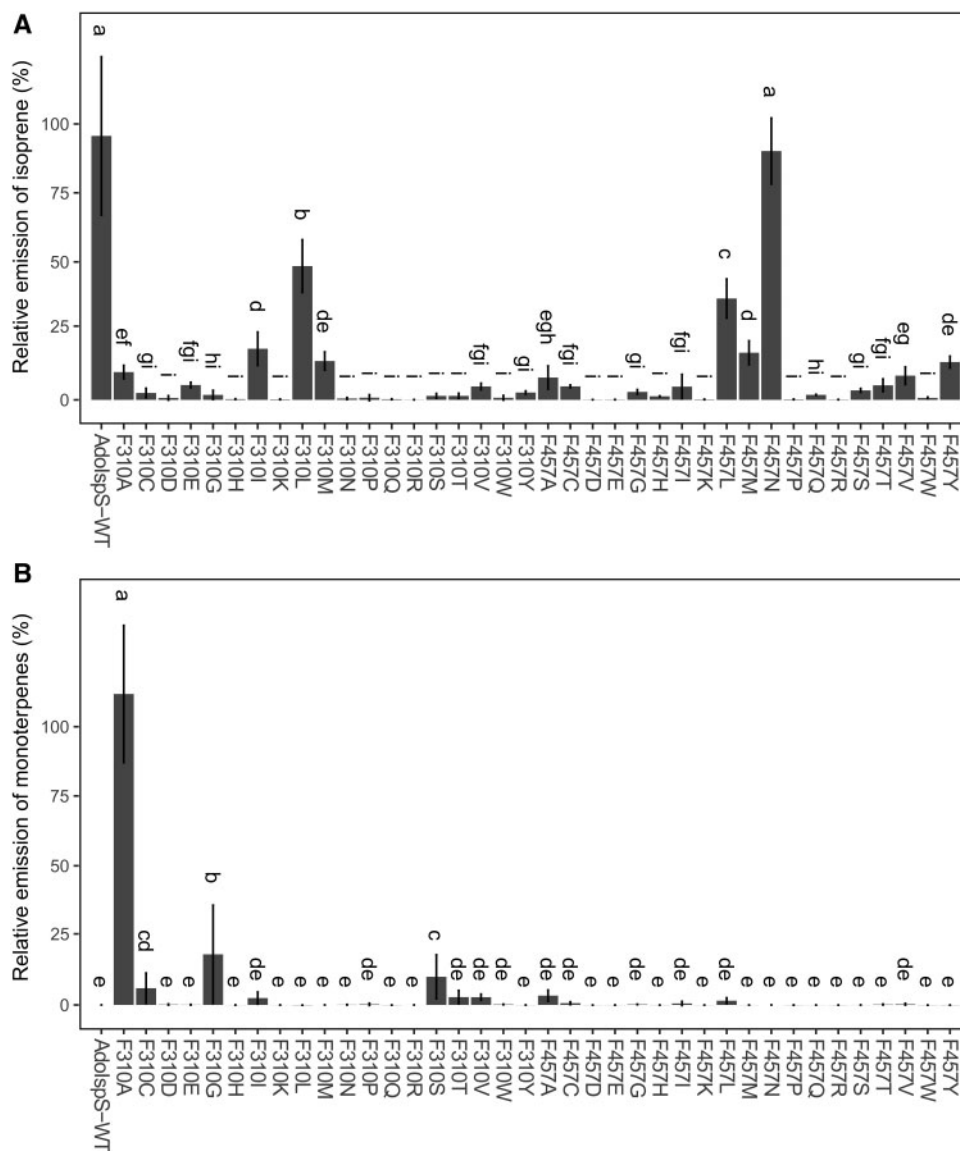 A
Relative emission of isoprene (%)
100
75
50
25
0
a
ef
gi
i
fgi
hi
i
d
i
b
de
i
i
i
i
i
i
fgi
i
gi
egh
fgi
i
i
gi
i
fgi
i
c
d
a
i
hi
i
gi
fgi
eg
i
de
AdoIspS−WT
F310A
F310C
F310D
F310E
F310G
F310H
F310I
F310K
F310L
F310M
F310N
F310P
F310Q
F310R
F310S
F310T
F310V
F310W
F310Y
F457A
F457C
F457D
F457E
F457G
F457H
F457I
F457K
F457L
F457M
F457N
F457P
F457Q
F457R
F457S
F457T
F457V
F457W
F457Y
B
Relative emission of monoterpenes (%)
100
75
50
25
0
e
a
cd
e
e
b
e
de
e
e
e
e
de
e
e
c
de
de
de
e
de
de
e
e
de
e
de
e
de
e
e
e
e
e
e
e
de
e
e
AdoIspS−WT
F310A
F310C
F310D
F310E
F310G
F310H
F310I
F310K
F310L
F310M
F310N
F310P
F310Q
F310R
F310S
F310T
F310V
F310W
F310Y
F457A
F457C
F457D
F457E
F457G
F457H
F457I
F457K
F457L
F457M
F457N
F457P
F457Q
F457R
F457S
F457T
F457V
F457W
F457Y